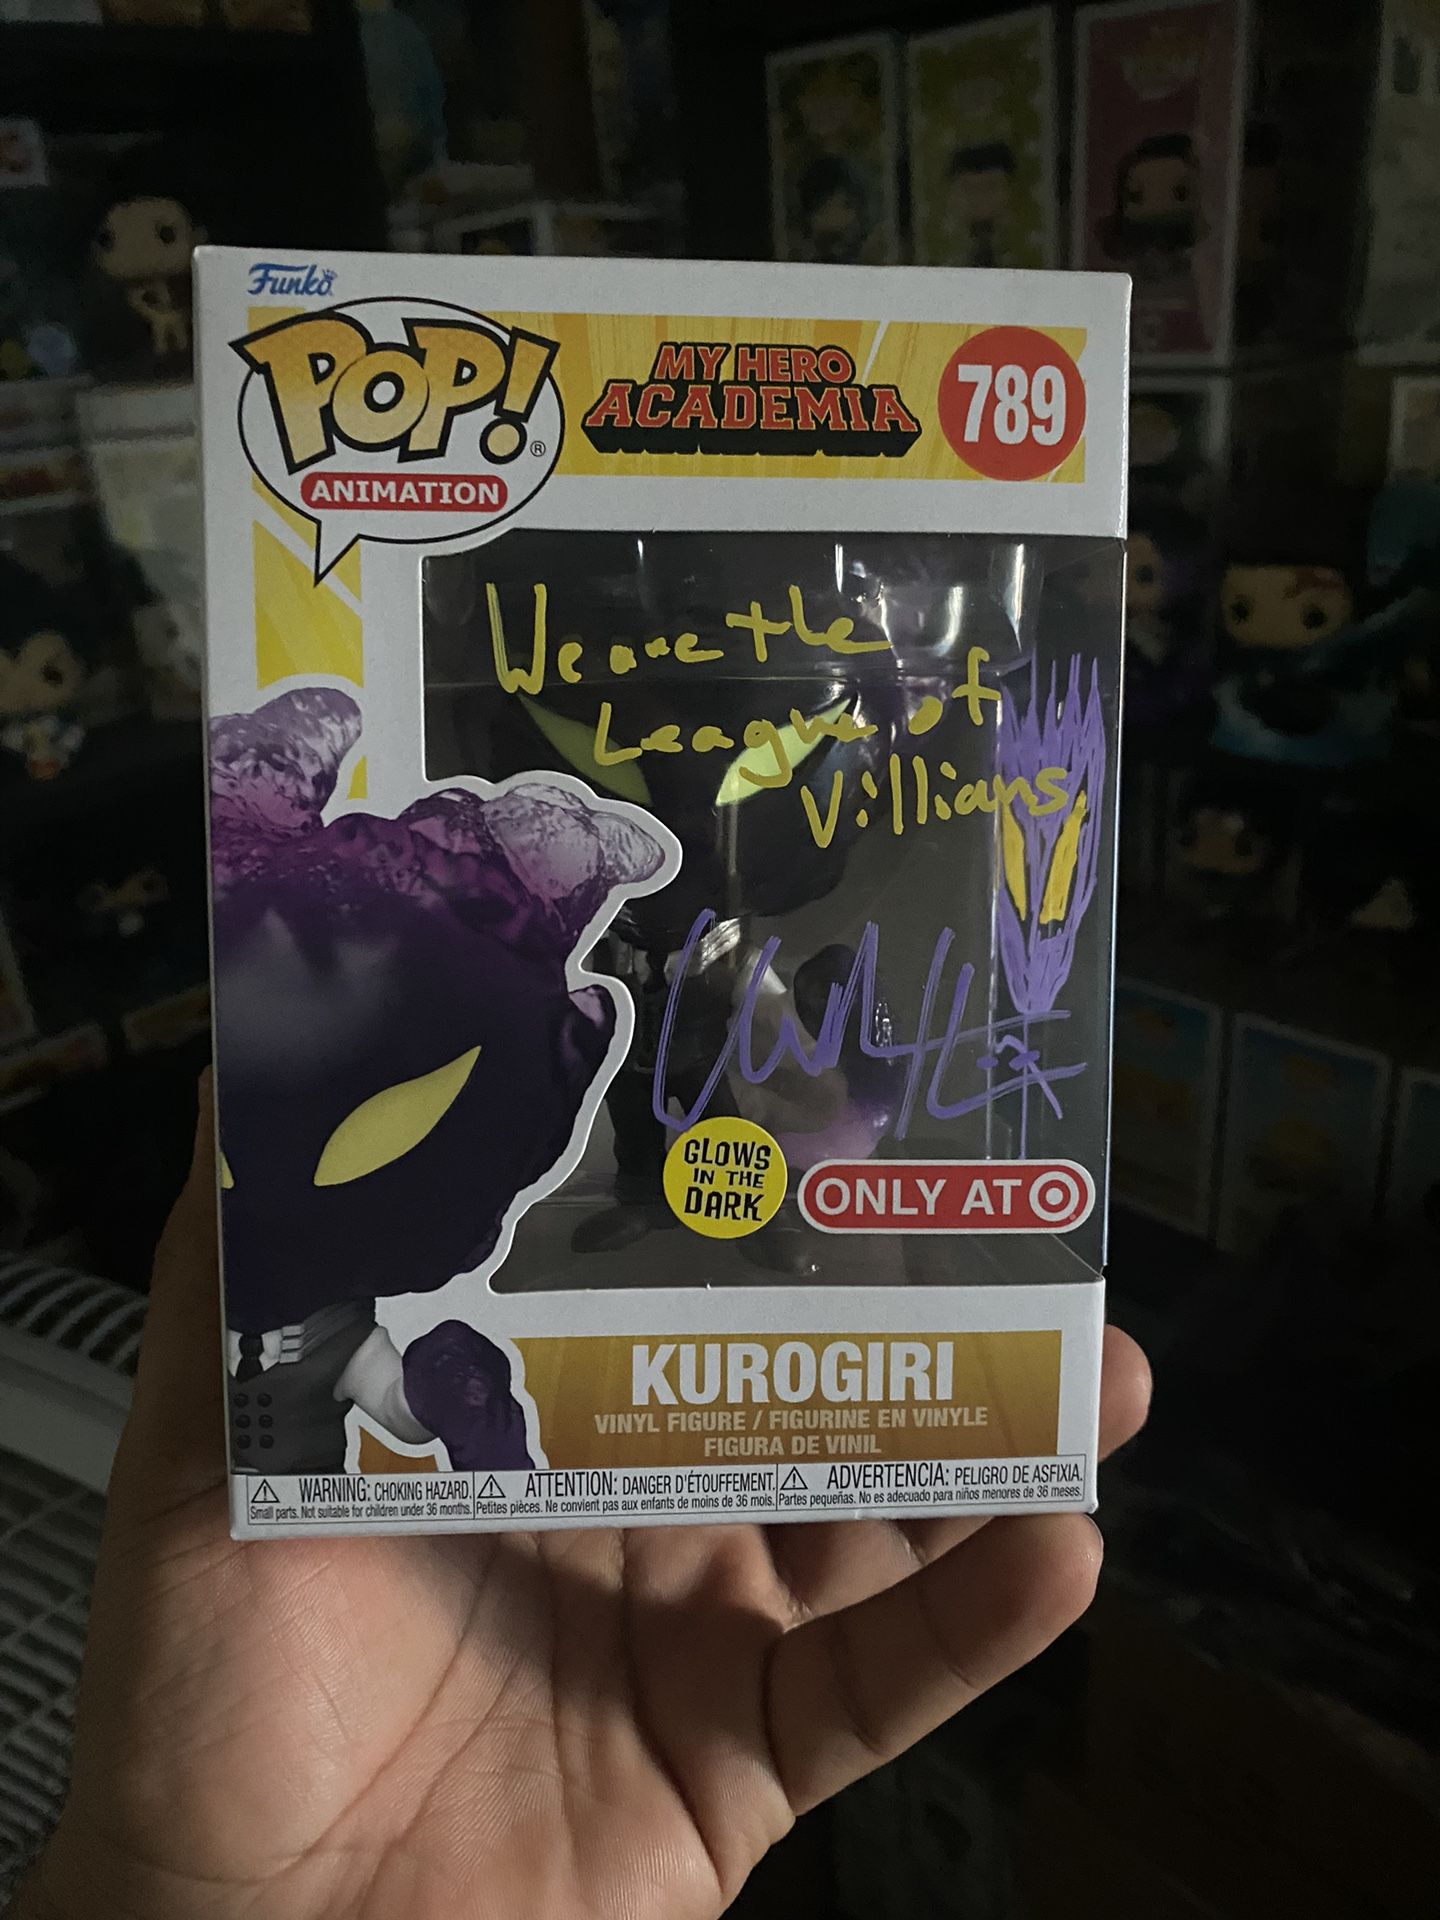 Funko
POP!®
ANIMATION
MY HERO
ACADEMIA
789
We are the
League of
Villians
GLOWS
IN THE
DARK
ONLY AT
KUROGIRI
VINYL FIGURE / FIGURINE EN VINYLE
FIGURA DE VINIL
WARNING: CHOKING HAZARD.
Small parts. Not suitable for children under 36 months.
ATTENTION: DANGER D'ÉTOUFFEMENT.
Petites pièces. Ne convient pas aux enfants de moins de 36 mois.
ADVERTENCIA: PELIGRO DE ASFIXIA.
Partes pequeñas. No es adecuado para niños menores de 36 meses.